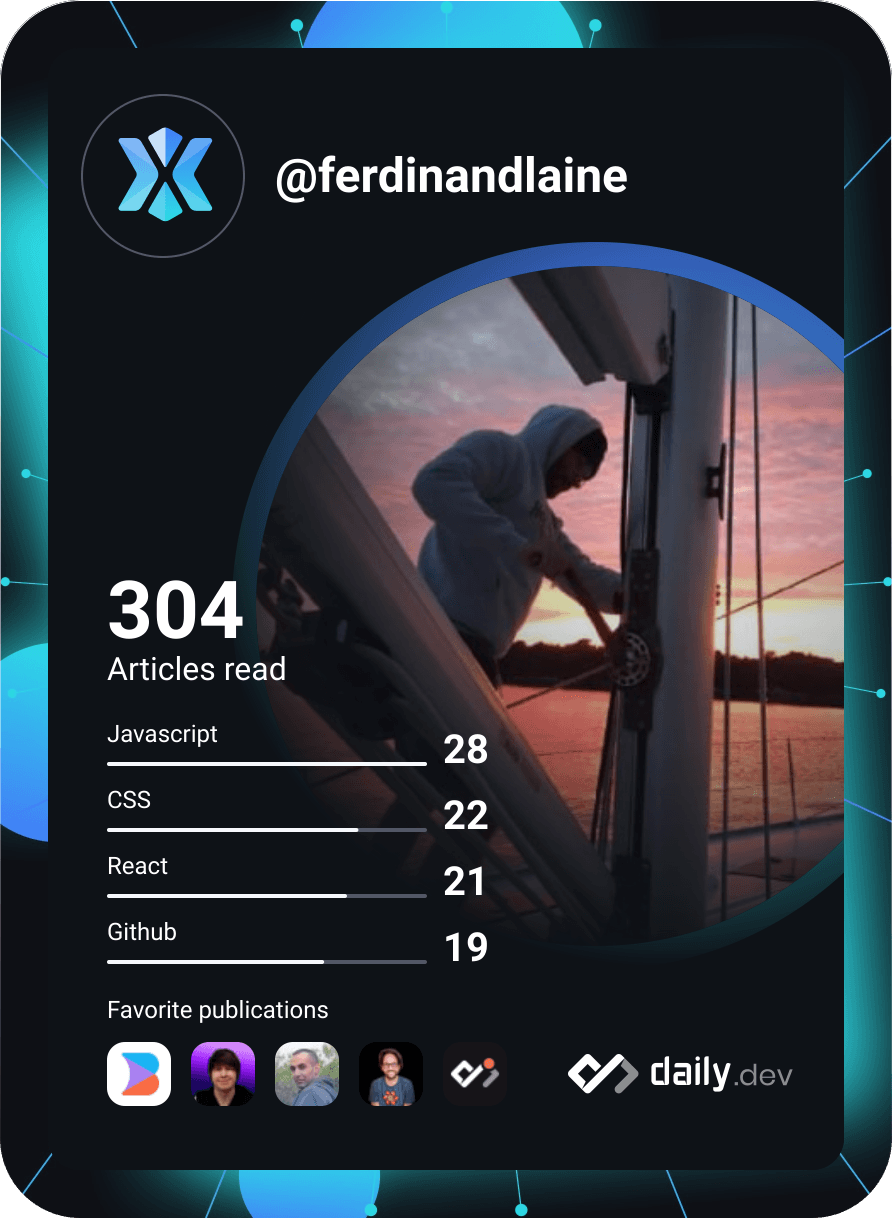 @ferdinandlaine
304
Articles read
Javascript
28
CSS
22
React
21
Github
19
Favorite publications
daily.dev